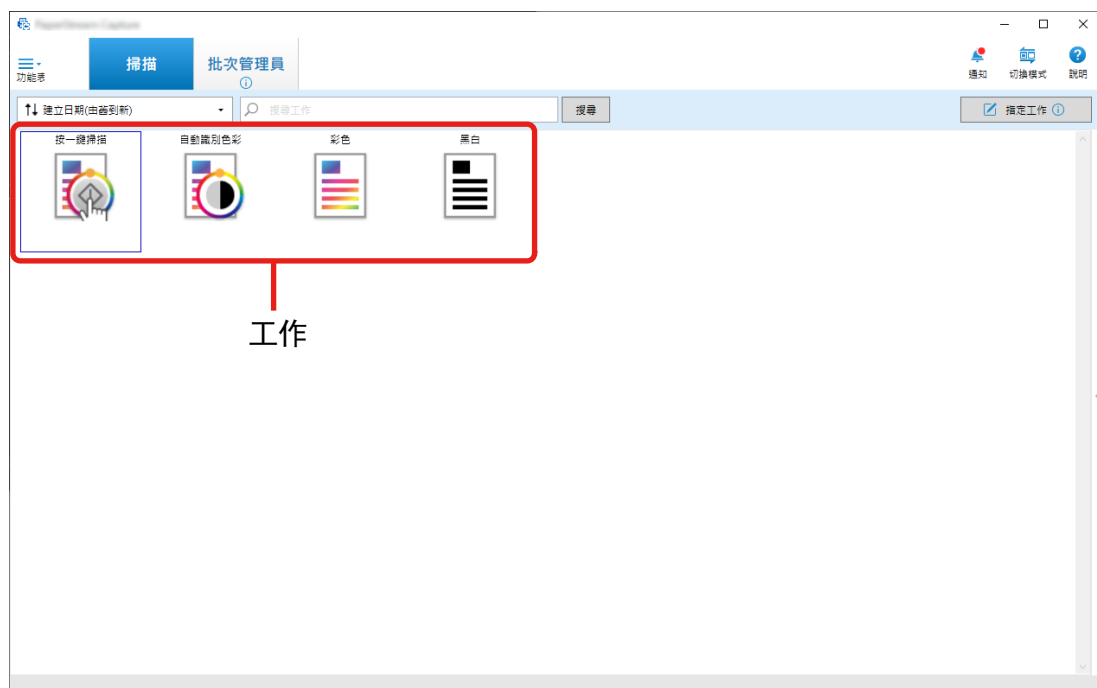 掃描
批次管理員
功能表
通知
切換模式
說明
建立日期(由舊到新)
搜尋工作
搜尋
指定工作
按一鍵掃描
自動識別色彩
彩色
黑白
工作